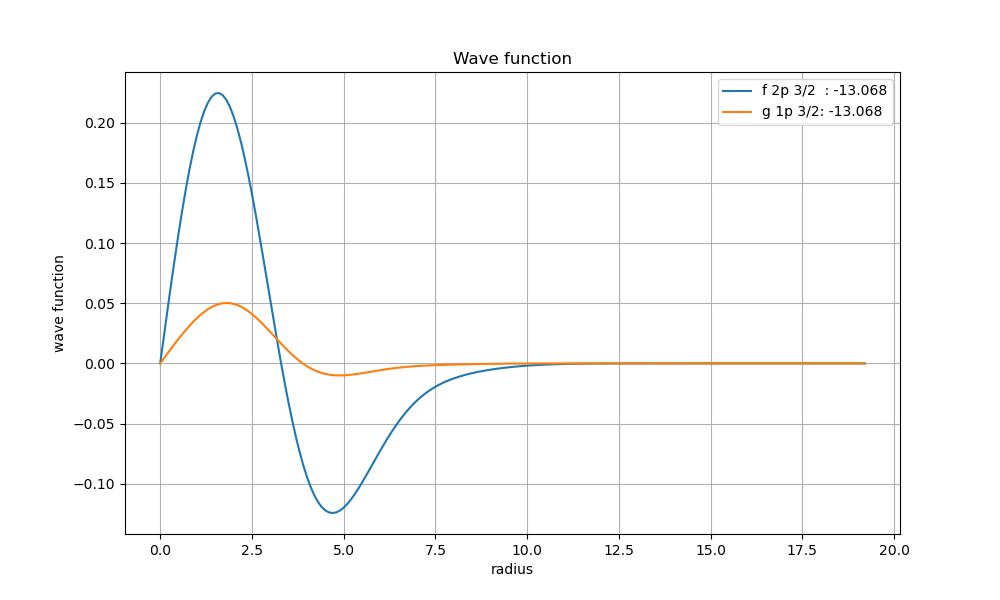 Wave function
f 2p 3/2  : -13.068
g 1p 3/2: -13.068
wave function
0.20
0.15
0.10
0.05
0.00
−0.05
−0.10
0.0 2.5 5.0 7.5 10.0 12.5 15.0 17.5 20.0
radius